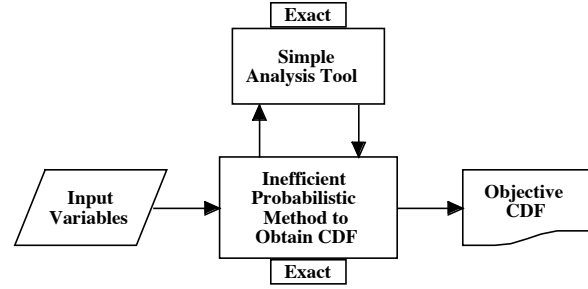 Exact
Simple
Analysis Tool
Input
Variables
Inefficient
Probabilistic
Method to
Obtain CDF
Objective
CDF
Exact